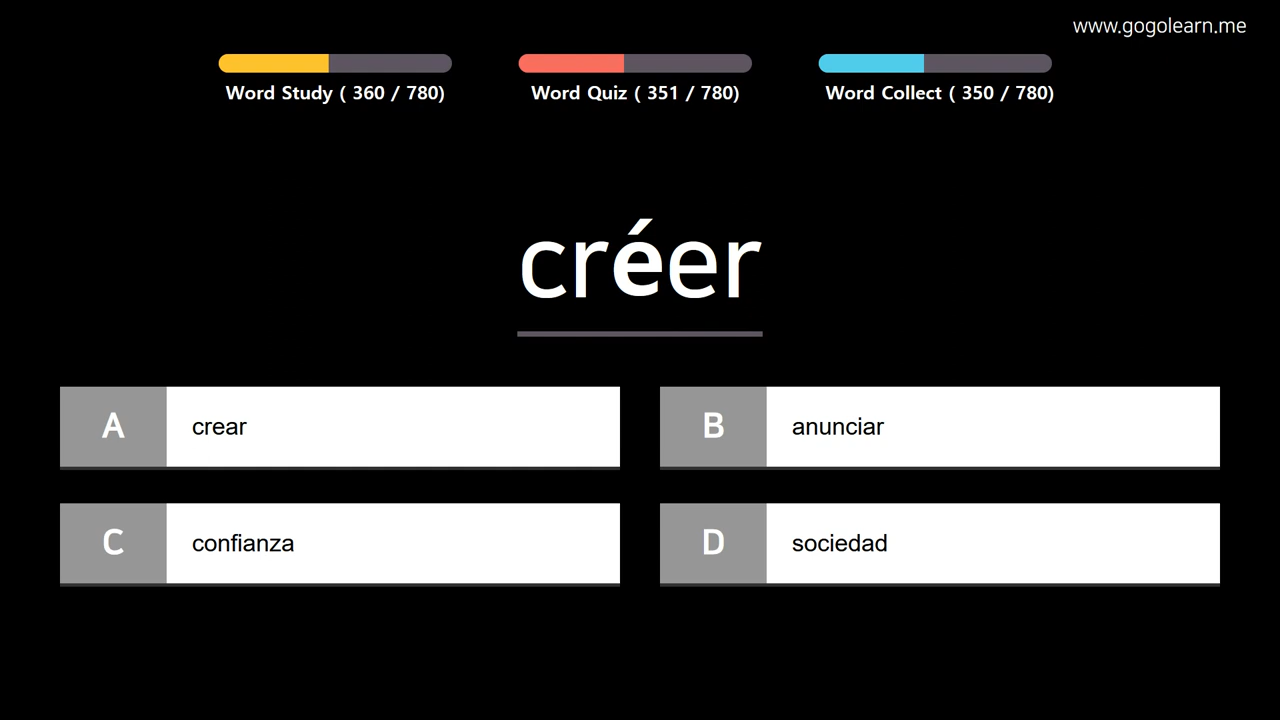 www.gogolearn.me
Word Study ( 360 / 780)
Word Quiz ( 351 / 780)
Word Collect ( 350 / 780)
créer
A crear
B anunciar
C confianza
D sociedad